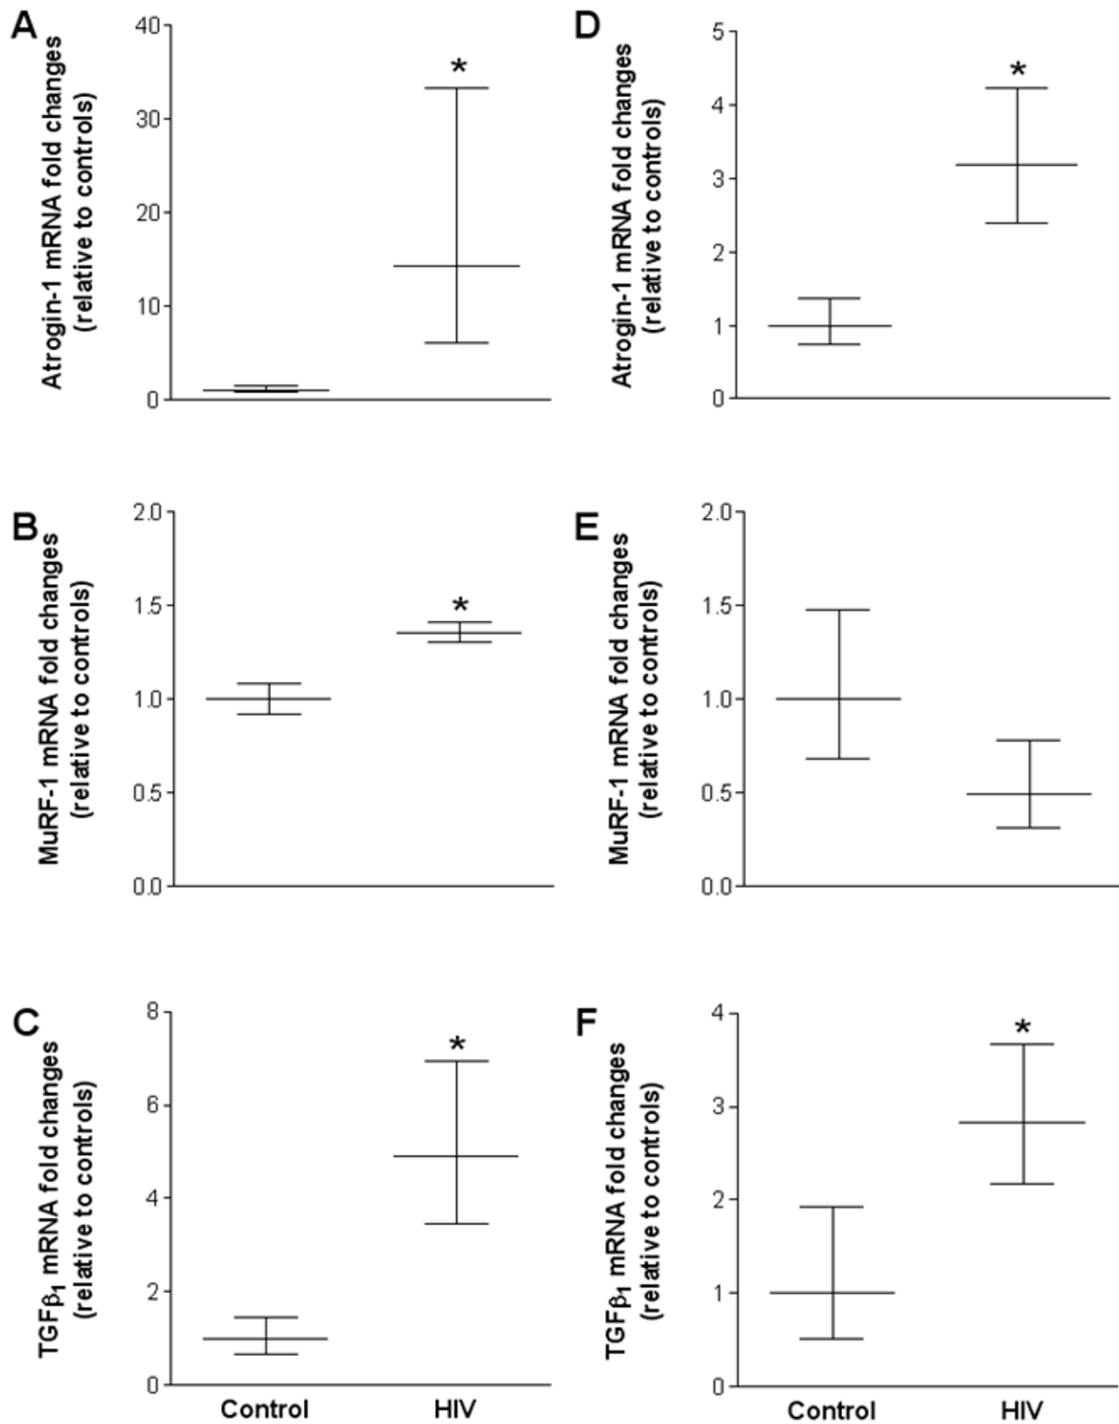 A
Atrogin-1 mRNA fold changes
(relative to controls)
40
30
20
10
0
*
D
Atrogin-1 mRNA fold changes
(relative to controls)
5
4
3
2
1
0
*
B
MuRF-1 mRNA fold changes
(relative to controls)
2.0
1.5
1.0
0.5
0.0
*
E
MuRF-1 mRNA fold changes
(relative to controls)
2.0
1.5
1.0
0.5
0.0
C
TGFβ₁ mRNA fold changes
(relative to controls)
8
6
4
2
0
*
Control HIV
F
TGFβ₁ mRNA fold changes
(relative to controls)
4
3
2
1
0
*
Control HIV